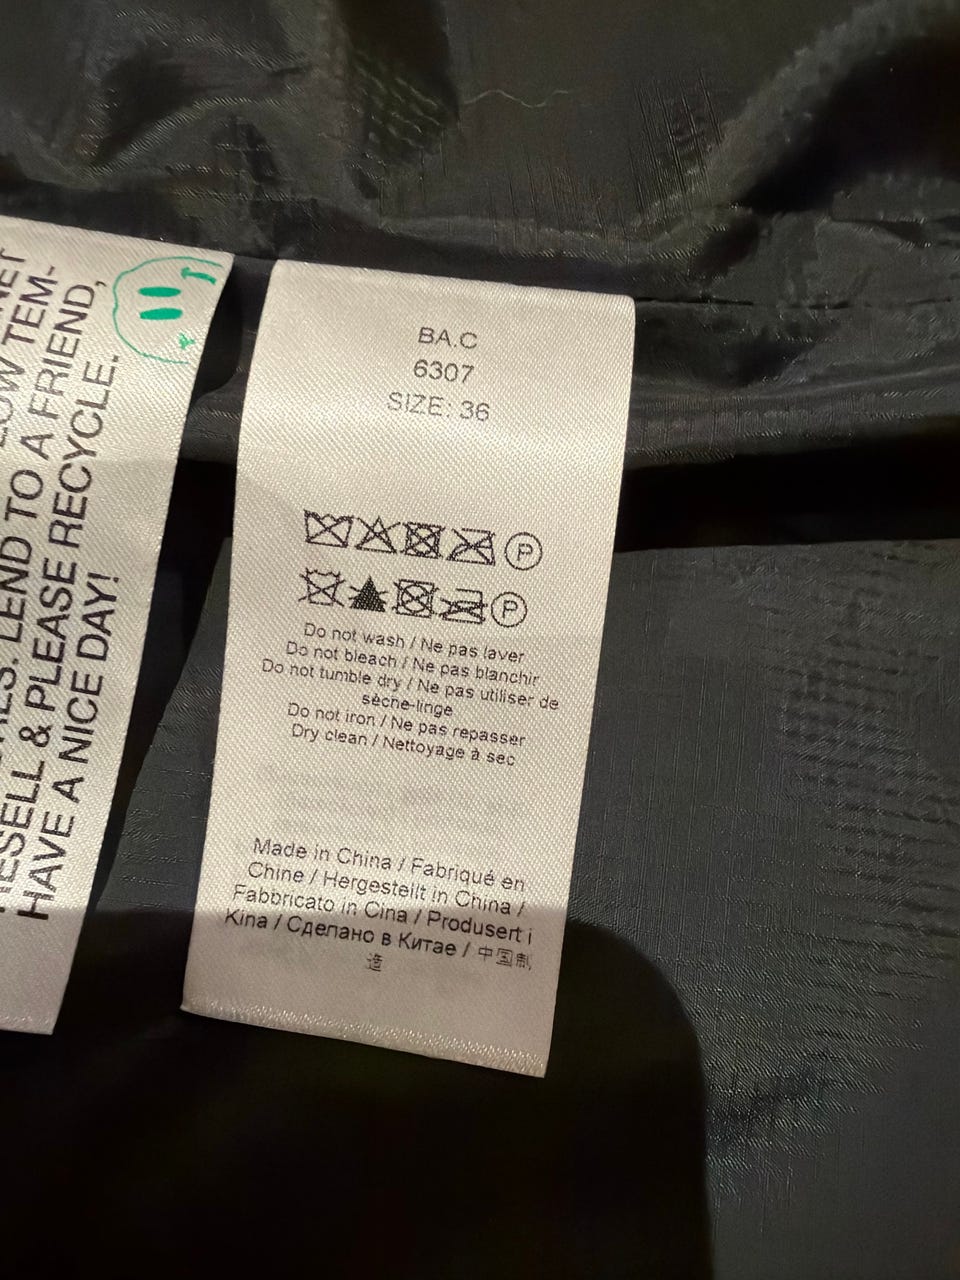 LOW TEM-
LEND TO A FRIEND,
& PLEASE RECYCLE.
HAVE A NICE DAY!
BA.C
6307
SIZE: 36
P
P
Do not wash / Ne pas laver
Do not bleach / Ne pas blanchir
Do not tumble dry / Ne pas utiliser de
sèche-linge
Do not iron / Ne pas repasser
Dry clean / Nettoyage à sec
Made in China / Fabriqué en
Chine / Hergestellt in China /
Fabbricato in Cina / Produsert i
Kina / Сделано в Китае / 中国制
造